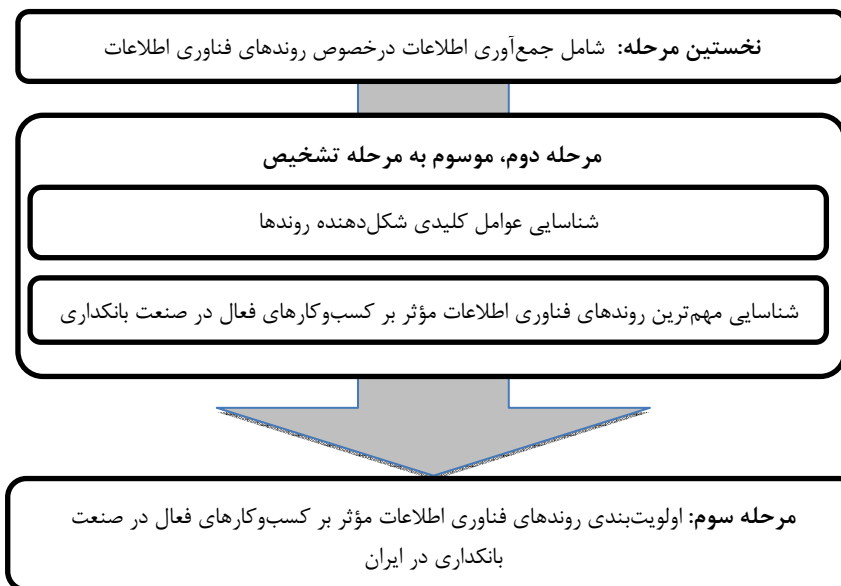 نخستین مرحله: شامل جمع‌آوری اطلاعات درخصوص روندهای فناوری اطلاعات
مرحله دوم، موسوم به مرحله تشخیص
شناسایی عوامل کلیدی شکل‌دهنده روندها
شناسایی مهم‌ترین روندهای فناوری اطلاعات مؤثر بر کسب‌وکارهای فعال در صنعت بانکداری
مرحله سوم: اولویت‌بندی روندهای فناوری اطلاعات مؤثر بر کسب‌وکارهای فعال در صنعت
بانکداری در ایران